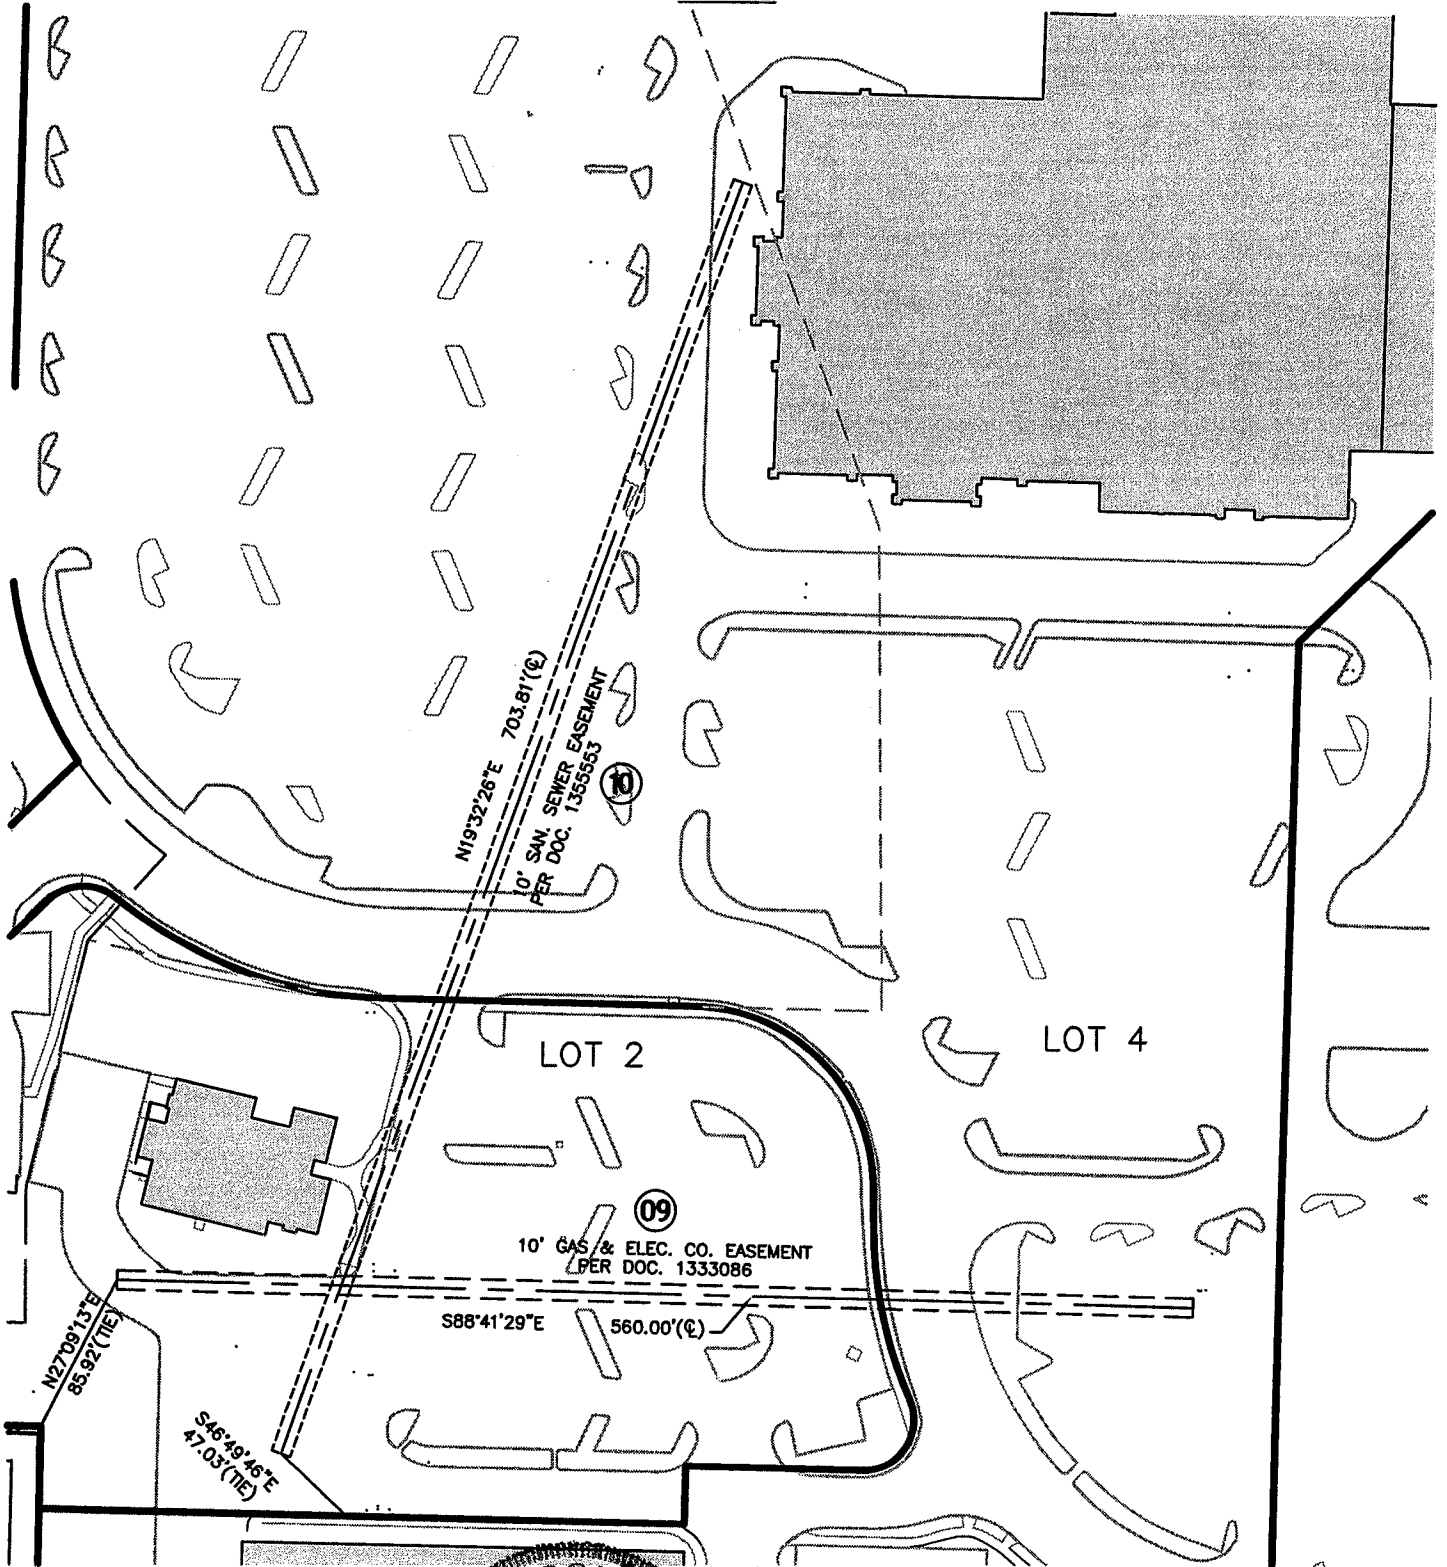 N19°32'26"E 703.81'(℄)
10' SAN. SEWER EASEMENT
PER DOC. 1355553
10
LOT 2
LOT 4
09
10' GAS & ELEC. CO. EASEMENT
PER DOC. 1333086
S88°41'29"E 560.00'(℄)
N27°09'13"E
85.92'(TIE)
S46°49'46"E
47.03'(TIE)